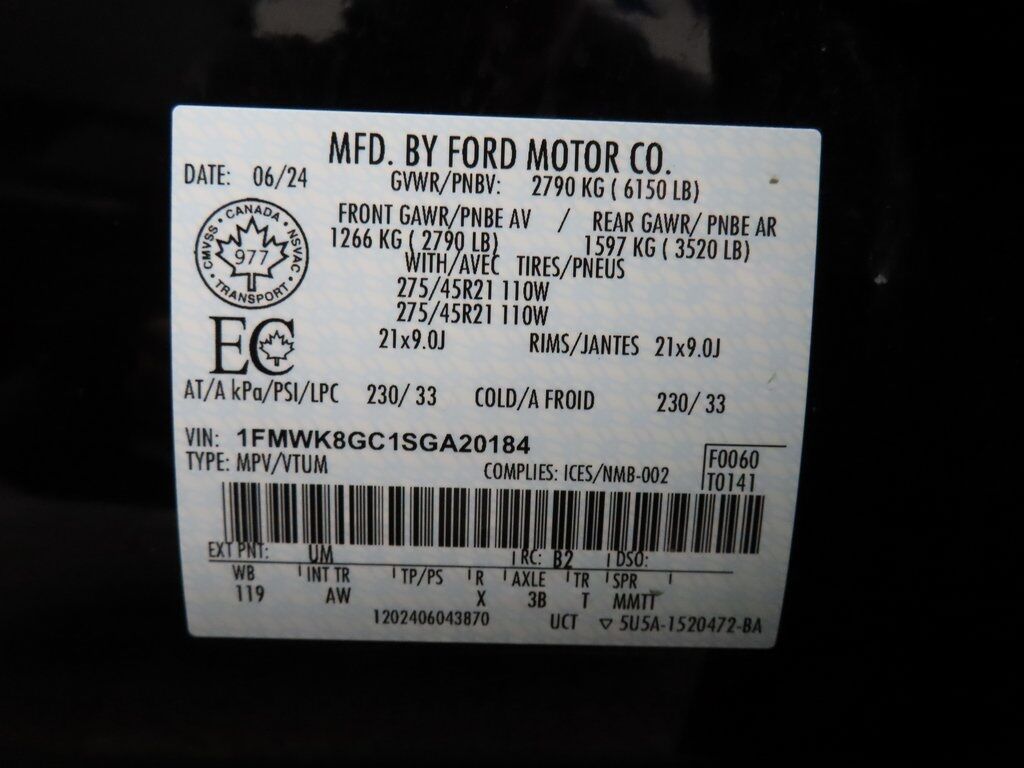 MFD. BY FORD MOTOR CO.
DATE: 06/24
GVWR/PNBV: 2790 KG ( 6150 LB)
FRONT GAWR/PNBE AV / REAR GAWR/ PNBE AR
1266 KG ( 2790 LB) 1597 KG ( 3520 LB)
WITH/AVEC TIRES/PNEUS
275/45R21 110W
275/45R21 110W
21x9.0J RIMS/JANTES 21x9.0J
CANADA
CMVSS 977 NSVAC
TRANSPORT
EC
AT/A kPa/PSI/LPC 230/ 33 COLD/A FROID 230/ 33
VIN: 1FMWK8GC1SGA20184
TYPE: MPV/VTUM COMPLIES: ICES/NMB-002
F0060
T0141
EXT PNT: UM RC: B2 DSO:
WB INT TR TP/PS R AXLE TR SPR
119 AW X 3B T MMTT
1202406043870 UCT ▽ 5U5A-1520472-BA